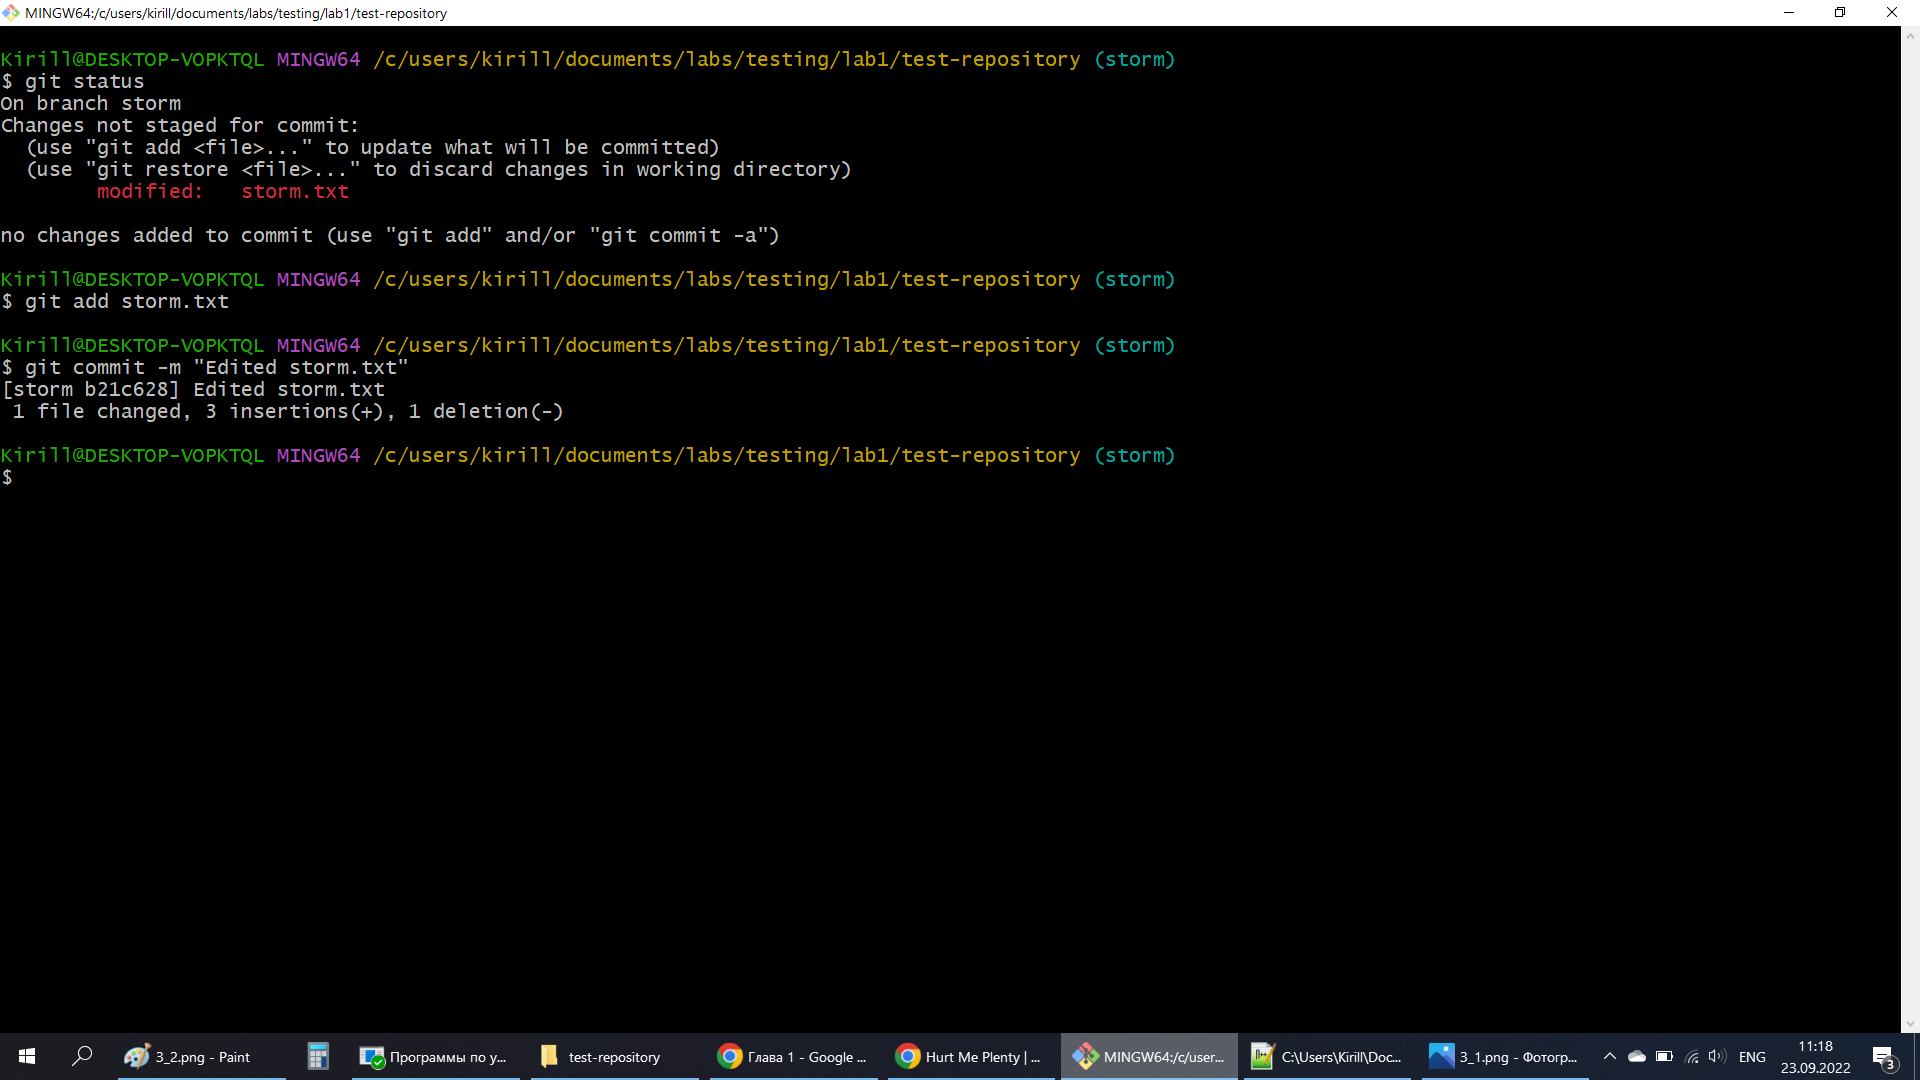 MINGW64:/c/users/kirill/documents/labs/testing/lab1/test-repository
Kirill@DESKTOP-VOPKTQL MINGW64 /c/users/kirill/documents/labs/testing/lab1/test-repository (storm)
$ git status
On branch storm
Changes not staged for commit:
  (use "git add <file>..." to update what will be committed)
  (use "git restore <file>..." to discard changes in working directory)
        modified:   storm.txt
no changes added to commit (use "git add" and/or "git commit -a")
Kirill@DESKTOP-VOPKTQL MINGW64 /c/users/kirill/documents/labs/testing/lab1/test-repository (storm)
$ git add storm.txt
Kirill@DESKTOP-VOPKTQL MINGW64 /c/users/kirill/documents/labs/testing/lab1/test-repository (storm)
$ git commit -m "Edited storm.txt"
[storm b21c628] Edited storm.txt
 1 file changed, 3 insertions(+), 1 deletion(-)
Kirill@DESKTOP-VOPKTQL MINGW64 /c/users/kirill/documents/labs/testing/lab1/test-repository (storm)
$
3_2.png - Paint
Программы по у...
test-repository
Глава 1 - Google ...
Hurt Me Plenty | ...
MINGW64:/c/user...
C:\Users\Kirill\Doc...
3_1.png - Фотогр...
ENG
11:18
23.09.2022
3